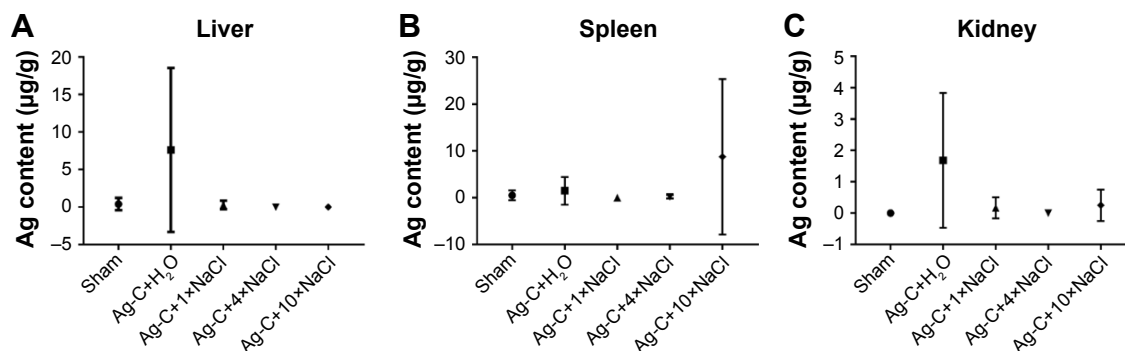 A
Liver
Ag content (µg/g)
20
15
10
5
0
–5
Sham
Ag-C+H₂O
Ag-C+1×NaCl
Ag-C+4×NaCl
Ag-C+10×NaCl
B
Spleen
Ag content (µg/g)
30
20
10
0
–10
Sham
Ag-C+H₂O
Ag-C+1×NaCl
Ag-C+4×NaCl
Ag-C+10×NaCl
C
Kidney
Ag content (µg/g)
5
4
3
2
1
0
–1
Sham
Ag-C+H₂O
Ag-C+1×NaCl
Ag-C+4×NaCl
Ag-C+10×NaCl